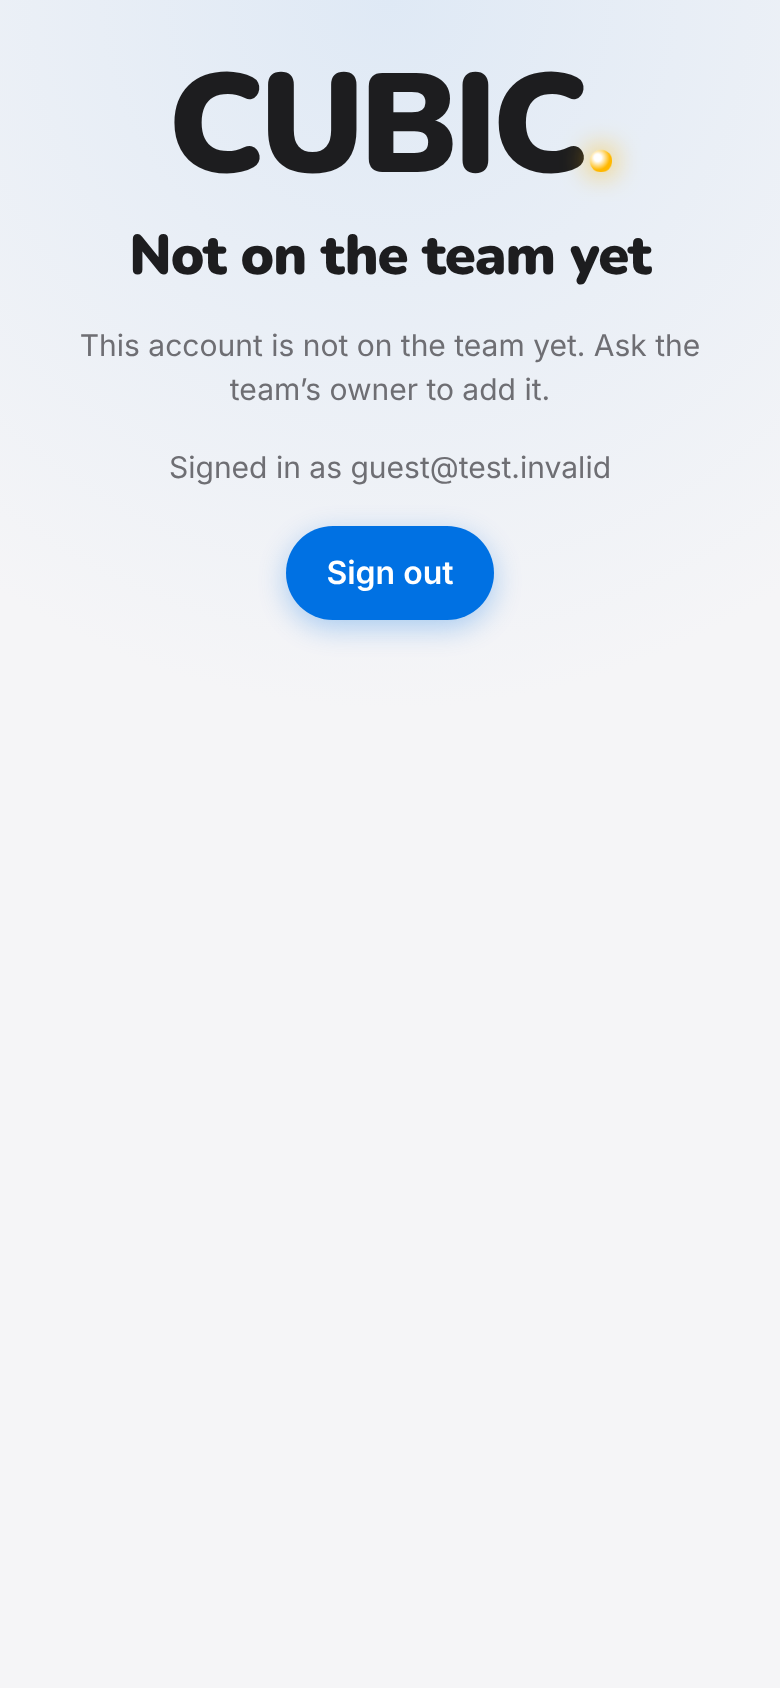 CUBIC.
Not on the team yet
This account is not on the team yet. Ask the
team’s owner to add it.
Signed in as guest@test.invalid
Sign out